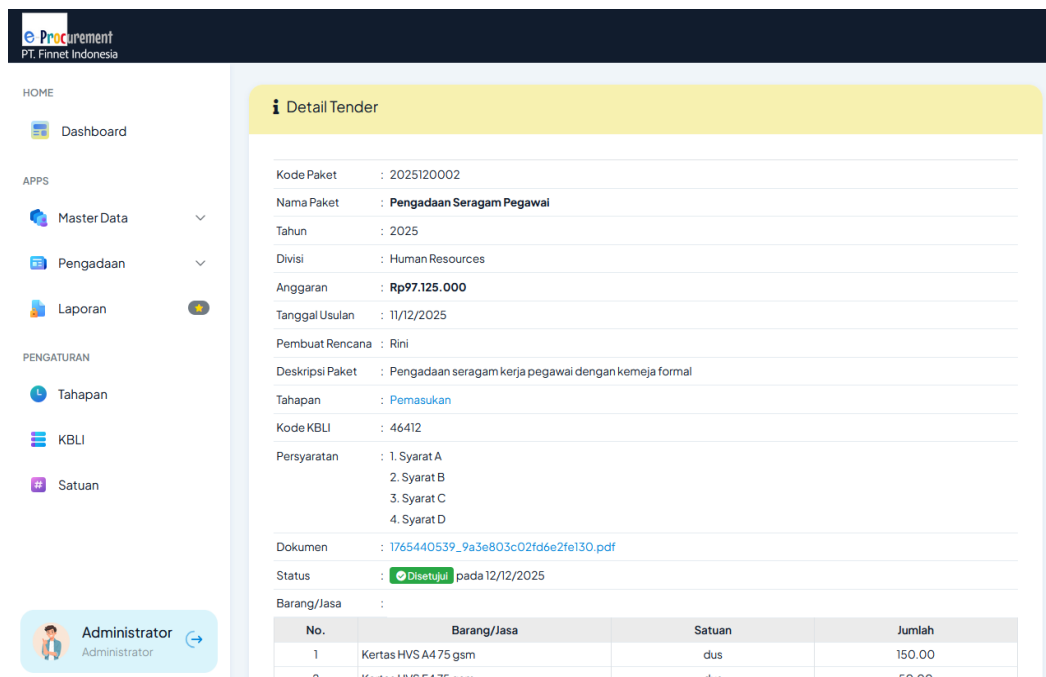 e Procurement
PT. Finnet Indonesia
HOME
Dashboard
APPS
Master Data
Pengadaan
Laporan
PENGATURAN
Tahapan
KBLI
# Satuan
Administrator
Administrator
i Detail Tender
Kode Paket : 2025120002
Nama Paket : Pengadaan Seragam Pegawai
Tahun : 2025
Divisi : Human Resources
Anggaran : Rp97.125.000
Tanggal Usulan : 11/12/2025
Pembuat Rencana : Rini
Deskripsi Paket : Pengadaan seragam kerja pegawai dengan kemeja formal
Tahapan : Pemasukan
Kode KBLI : 46412
Persyaratan : 1. Syarat A
2. Syarat B
3. Syarat C
4. Syarat D
Dokumen : 1765440539_9a3e803c02fd6e2fe130.pdf
Status : Disetujui pada 12/12/2025
Barang/Jasa :
No. Barang/Jasa Satuan Jumlah
1 Kertas HVS A4 75 gsm dus 150.00